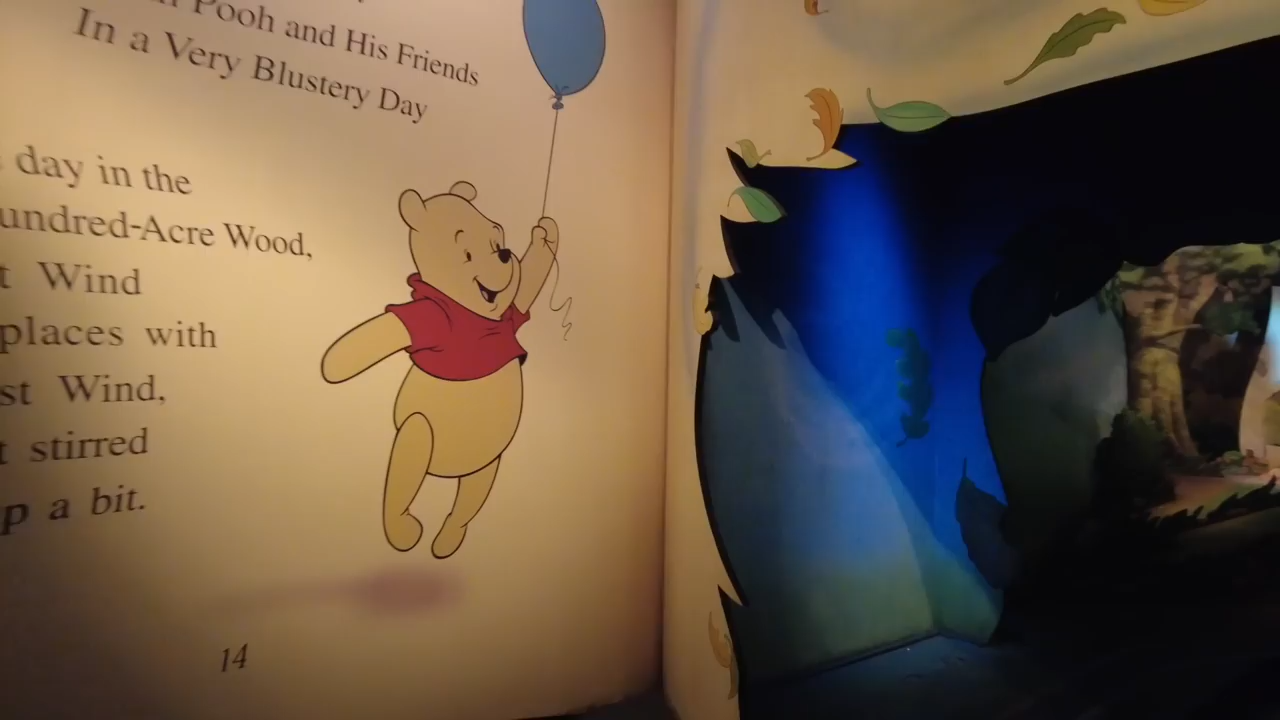 Pooh and His Friends
In a Very Blustery Day
day in the
undred-Acre Wood,
t Wind
places with
st Wind,
t stirred
p a bit.
14